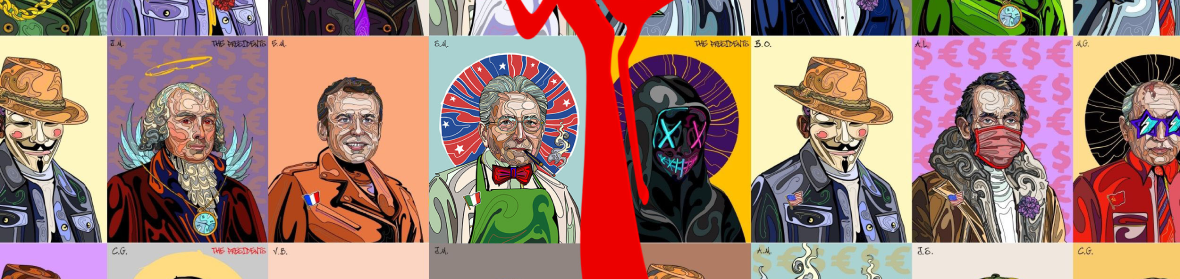 J.M.
THE PRESIDENTS
E.M.
S.M.
THE PRESIDENTS
B.O.
A.L.
M.G.
C.G.
THE PRESIDENTS
V.B.
J.M.
A.M.
J.S.
C.G.